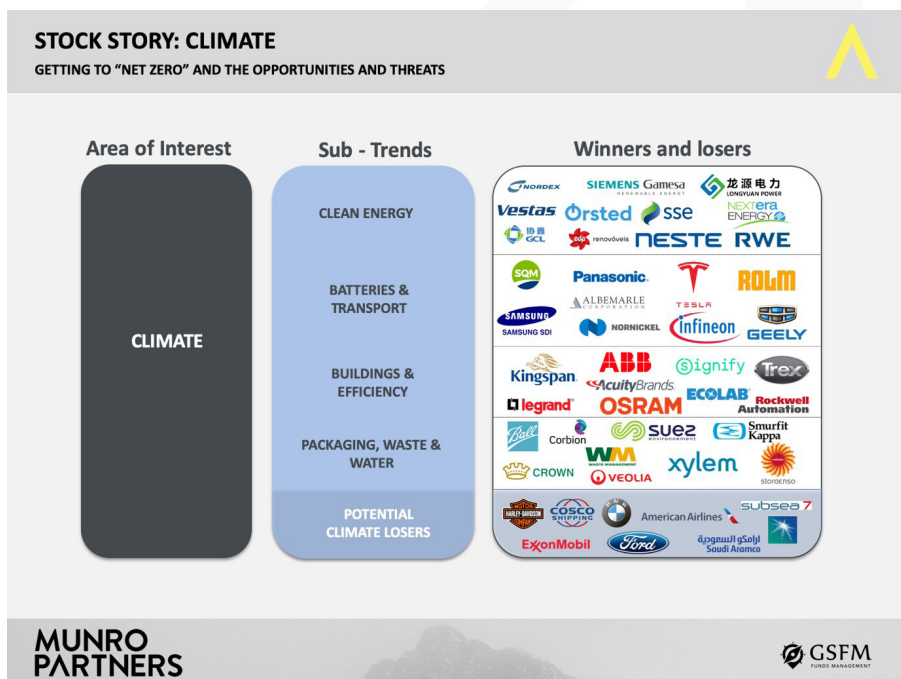 STOCK STORY: CLIMATE
GETTING TO “NET ZERO” AND THE OPPORTUNITIES AND THREATS
Area of Interest
Sub - Trends
Winners and losers
CLIMATE
CLEAN ENERGY
NORDEX
SIEMENS Gamesa
RENEWABLE ENERGY
龙源电力
LONGYUAN POWER
Vestas
Ørsted
sse
NEXTera
ENERGY
协鑫
GCL
edp
renováveis
NESTE
RWE
BATTERIES &
TRANSPORT
SQM
Panasonic
TESLA
ROLM
ALBEMARLE
CORPORATION
SAMSUNG
SAMSUNG SDI
NORNICKEL
infineon
GEELY
BUILDINGS &
EFFICIENCY
Kingspan
ABB
Signify
Trex
AcuityBrands
legrand
OSRAM
ECOLAB
Rockwell
Automation
PACKAGING, WASTE &
WATER
Ball
Corbion
suez
environnement
Smurfit
Kappa
CROWN
WM
WASTE MANAGEMENT
VEOLIA
xylem
storaenso
POTENTIAL
CLIMATE LOSERS
HARLEY-DAVIDSON
COMPANY
COSCO
SHIPPING
BMW
American Airlines
subsea 7
ExxonMobil
Ford
أرامكو السعودية
Saudi Aramco
MUNRO
PARTNERS
GSFM
FUNDS MANAGEMENT